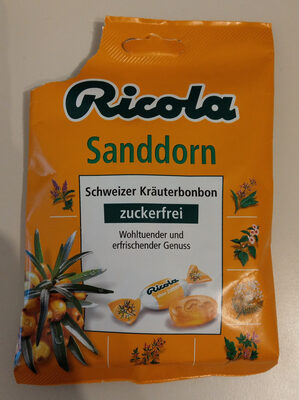 Ricola
Sanddorn
Schweizer Kräuterbonbon
zuckerfrei
Wohltuender und
erfrischender Genuss